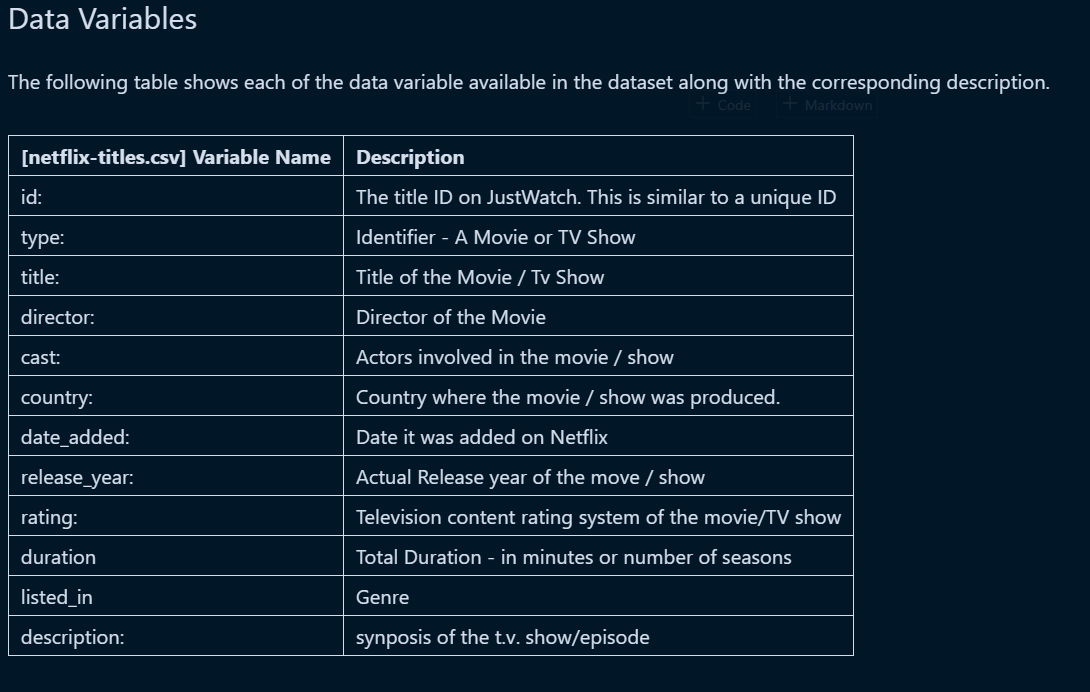 Data Variables
The following table shows each of the data variable available in the dataset along with the corresponding description.
+ Code + Markdown
[netflix-titles.csv] Variable Name Description
id: The title ID on JustWatch. This is similar to a unique ID
type: Identifier - A Movie or TV Show
title: Title of the Movie / Tv Show
director: Director of the Movie
cast: Actors involved in the movie / show
country: Country where the movie / show was produced.
date_added: Date it was added on Netflix
release_year: Actual Release year of the move / show
rating: Television content rating system of the movie/TV show
duration Total Duration - in minutes or number of seasons
listed_in Genre
description: synposis of the t.v. show/episode